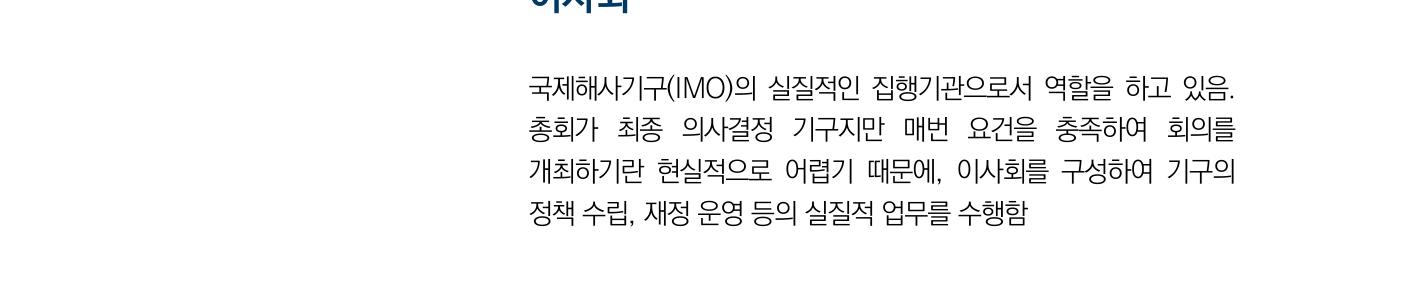 이사회
국제해사기구(IMO)의 실질적인 집행기관으로서 역할을 하고 있음.
총회가 최종 의사결정 기구지만 매번 요건을 충족하여 회의를
개최하기란 현실적으로 어렵기 때문에, 이사회를 구성하여 기구의
정책 수립, 재정 운영 등의 실질적 업무를 수행함